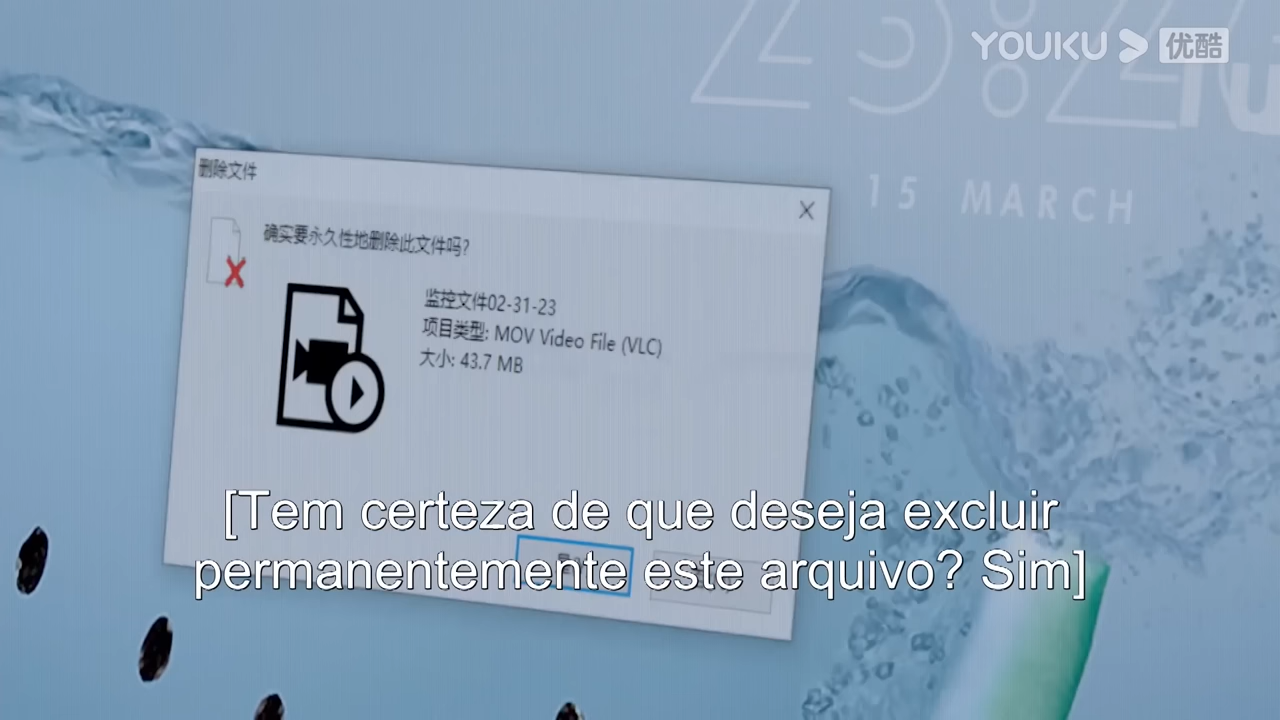 YOUKU 优酷
15 MARCH
删除文件
确实要永久性地删除此文件吗?
监控文件02-31-23
项目类型: MOV Video File (VLC)
大小: 43.7 MB
[Tem certeza de que deseja excluir
permanentemente este arquivo? Sim]